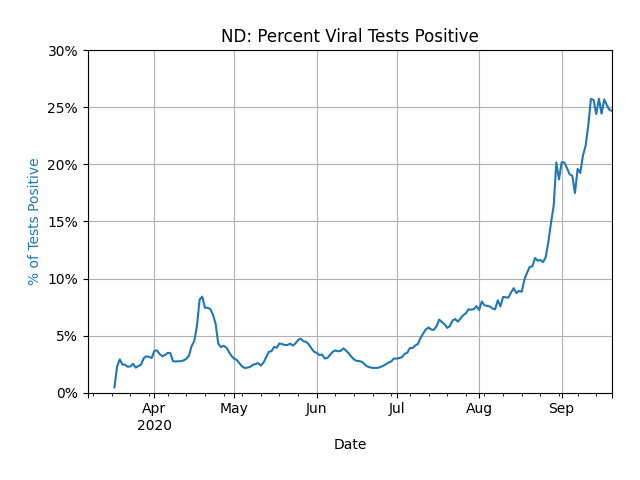 ND: Percent Viral Tests Positive
30%
25%
20%
15%
10%
5%
0%
% of Tests Positive
Apr May Jun Jul Aug Sep
2020
Date